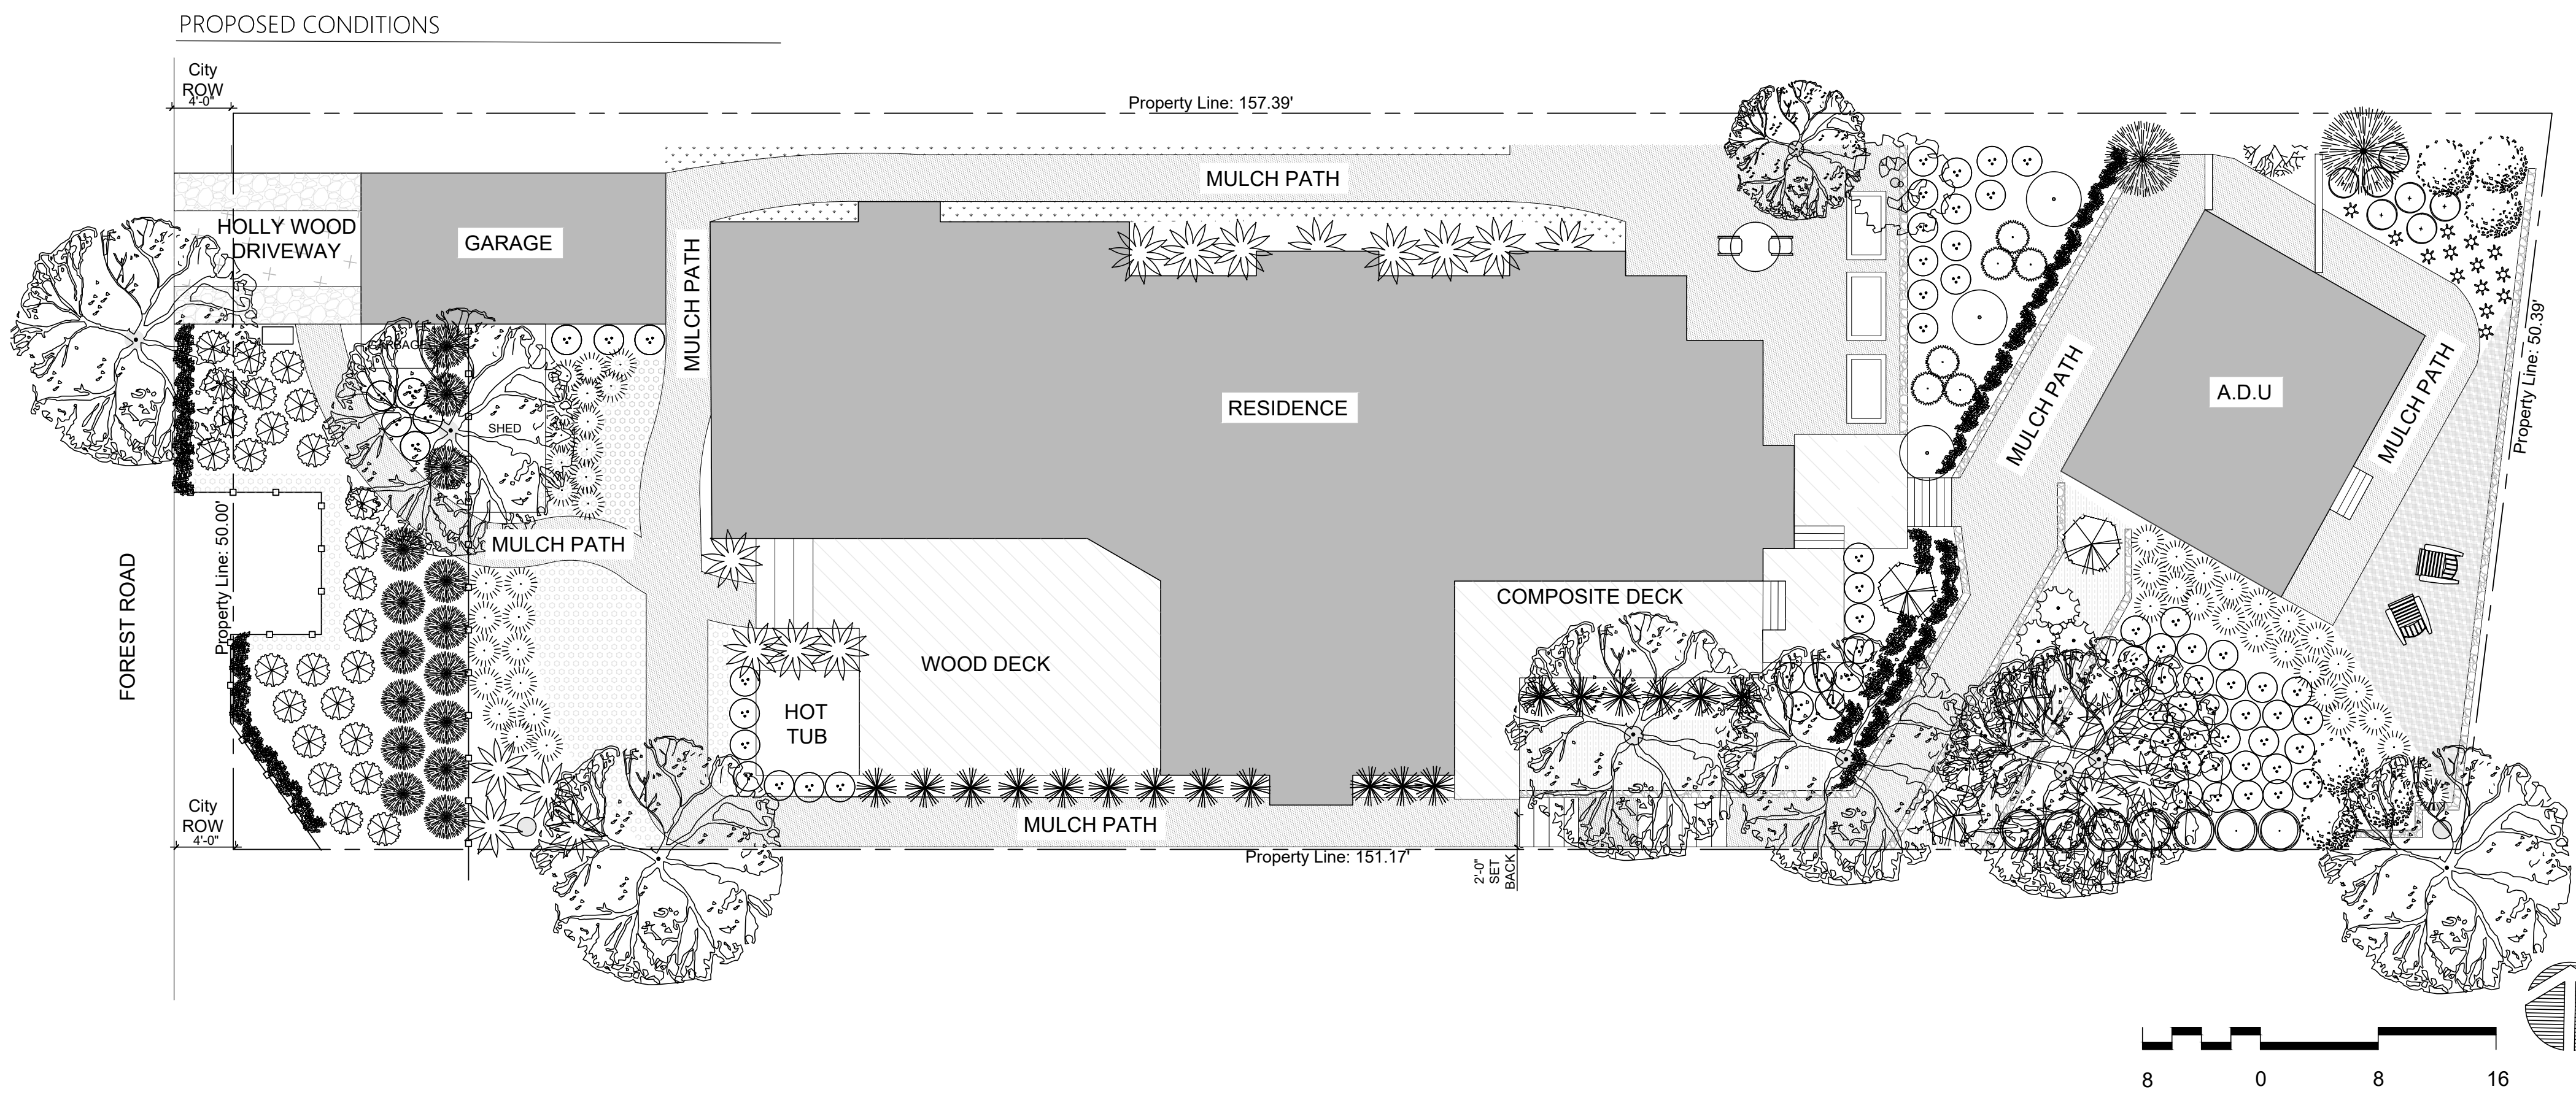 PROPOSED CONDITIONS
City
ROW
4'-0"
Property Line: 157.39'
MULCH PATH
HOLLY WOOD
DRIVEWAY
GARAGE
MULCH PATH
GARBAGE
SHED
RESIDENCE
A.D.U
MULCH PATH
MULCH PATH
Property Line: 50.39'
Property Line: 50.00'
FOREST ROAD
MULCH PATH
COMPOSITE DECK
WOOD DECK
HOT
TUB
City
ROW
4'-0"
MULCH PATH
Property Line: 151.17'
2'-0"
SET
BACK
8 0 8 16